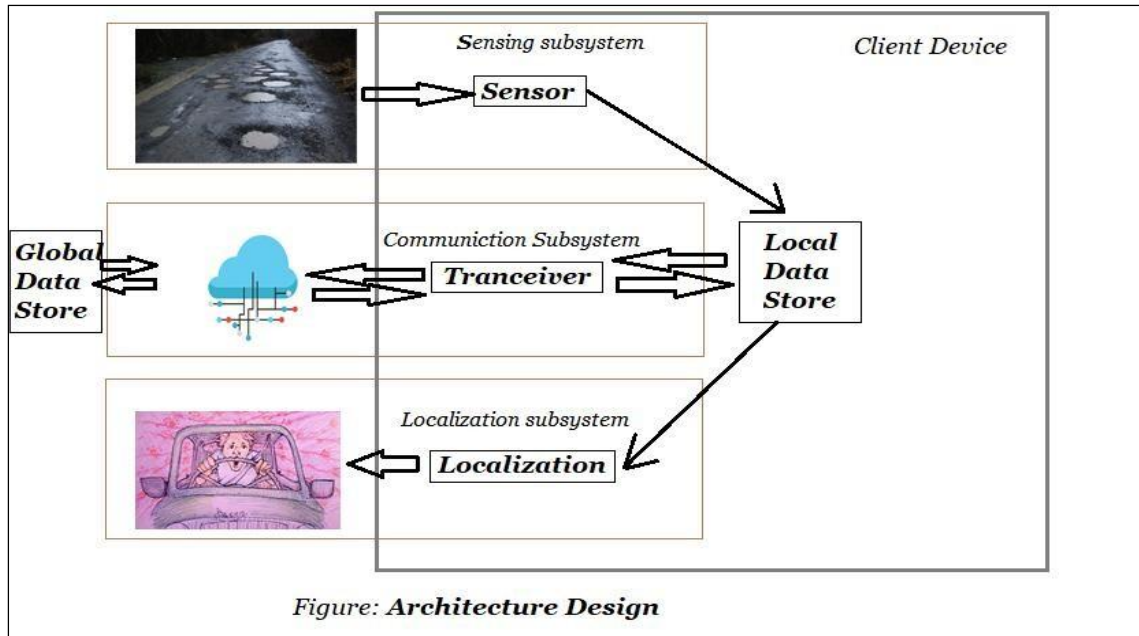 Sensing subsystem
Client Device
Sensor
Global
Data
Store
Communiction Subsystem
Tranceiver
Local
Data
Store
Localization subsystem
Localization
Figure: Architecture Design